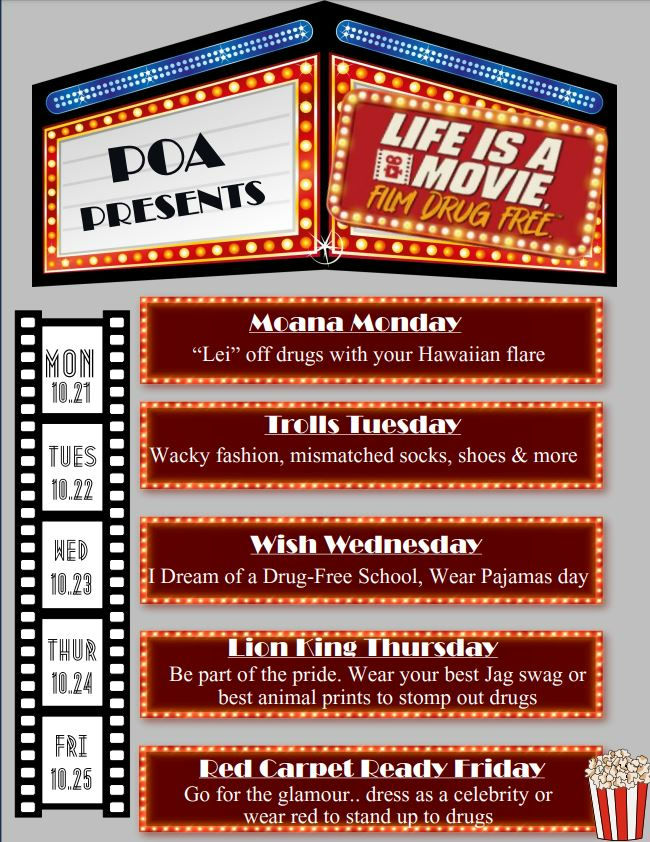 POA
PRESENTS
LIFE IS A
MOVIE,
FILM DRUG FREE™
MON
10.21
Moana Monday
“Lei” off drugs with your Hawaiian flare
TUES
10.22
Trolls Tuesday
Wacky fashion, mismatched socks, shoes & more
WED
10.23
Wish Wednesday
I Dream of a Drug-Free School, Wear Pajamas day
THUR
10.24
Lion King Thursday
Be part of the pride. Wear your best Jag swag or
best animal prints to stomp out drugs
FRI
10.25
Red Carpet Ready Friday
Go for the glamour.. dress as a celebrity or
wear red to stand up to drugs